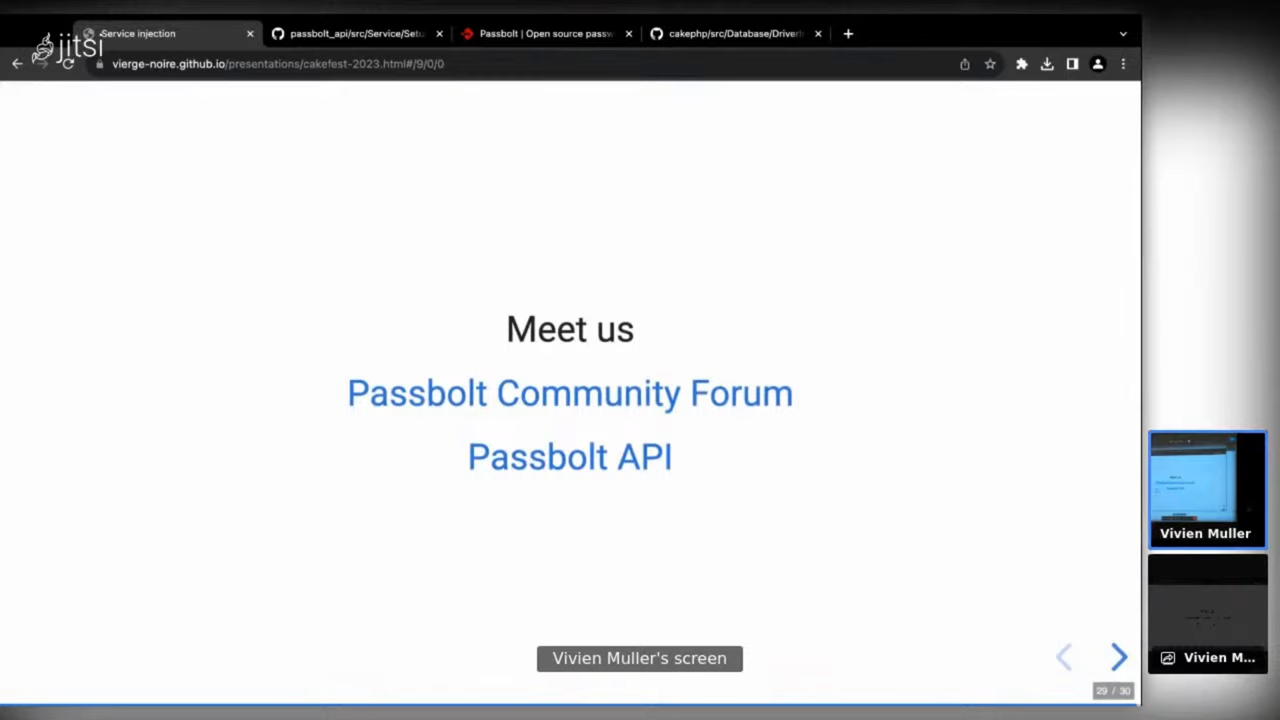 Service injection
passbolt_api/src/Service/Setu
Passbolt | Open source passw
cakephp/src/Database/Driver
jitsi
vierge-noire.github.io/presentations/cakefest-2023.html#/9/0/0
Meet us
Passbolt Community Forum
Passbolt API
Vivien Muller
Vivien M...
Vivien Muller's screen
29 / 30